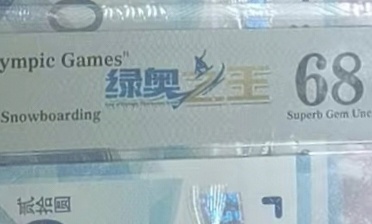 ympic Games"
绿奥之王
68
Snowboarding
Superb Gem Unc
贰拾圆